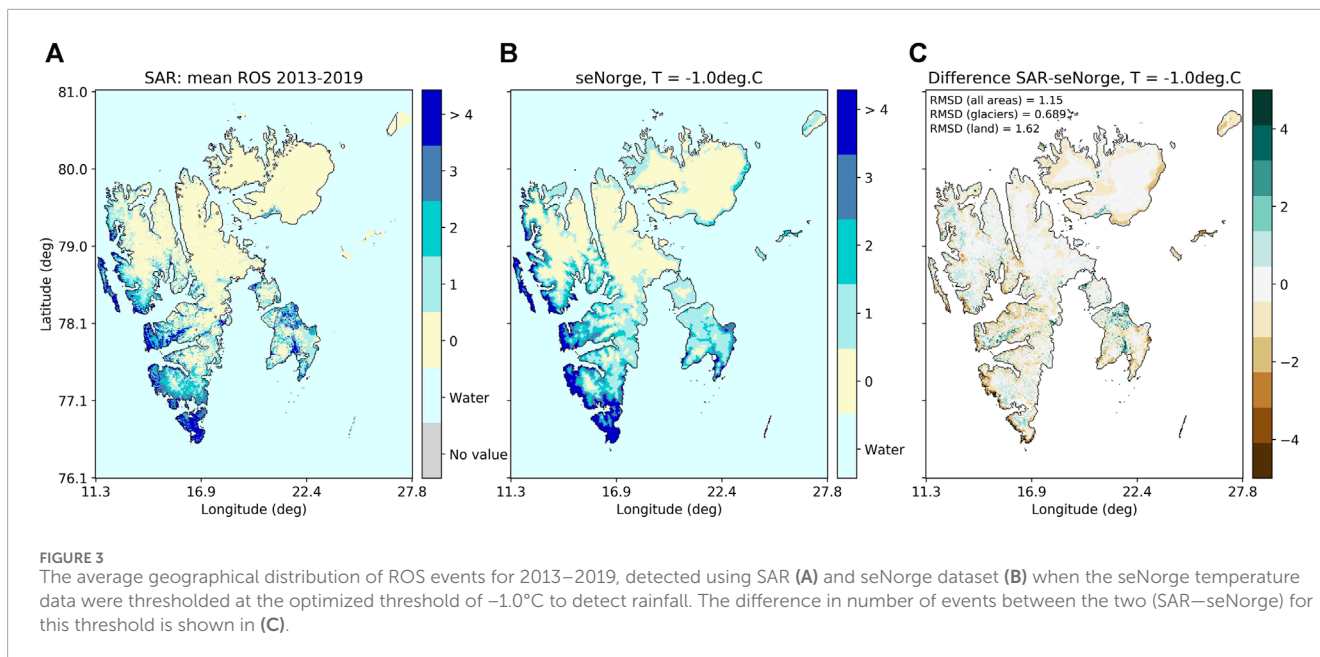 A
SAR: mean ROS 2013-2019
81.0
80.0
79.0
78.1
77.1
76.1
Latitude (deg)
11.3 16.9 22.4 27.8
Longitude (deg)
> 4
3
2
1
0
Water
No value
B
seNorge, T = -1.0deg.C
11.3 16.9 22.4 27.8
Longitude (deg)
> 4
3
2
1
0
Water
C
Difference SAR-seNorge, T = -1.0deg.C
RMSD (all areas) = 1.15
RMSD (glaciers) = 0.689
RMSD (land) = 1.62
11.3 16.9 22.4 27.8
Longitude (deg)
4
2
0
−2
−4
FIGURE 3
The average geographical distribution of ROS events for 2013–2019, detected using SAR (A) and seNorge dataset (B) when the seNorge temperature
data were thresholded at the optimized threshold of −1.0°C to detect rainfall. The difference in number of events between the two (SAR—seNorge) for
this threshold is shown in (C).